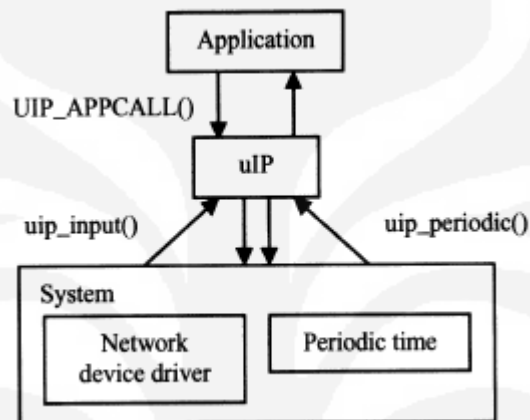 Application
UIP_APPCALL()
uIP
uip_input()
uip_periodic()
System
Network
device driver
Periodic time